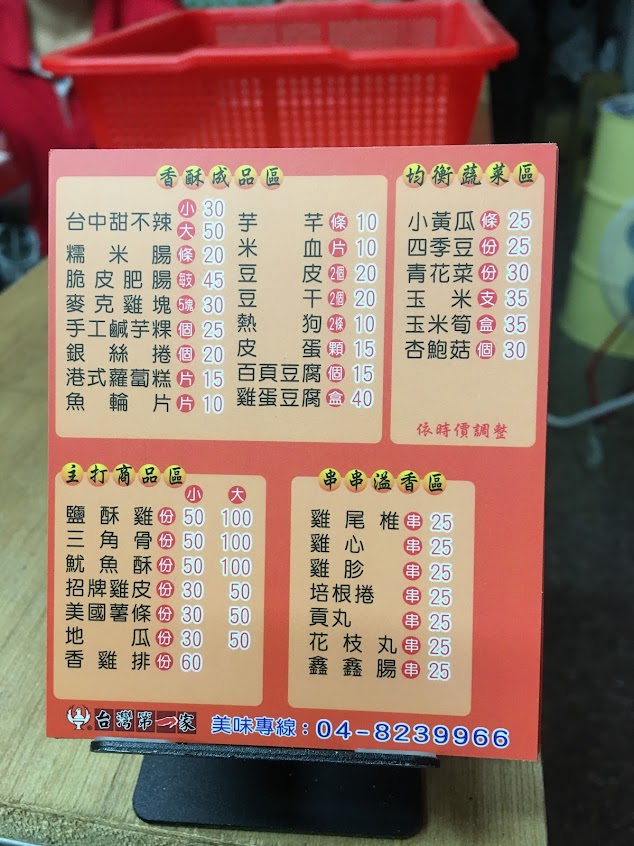 香酥成品區
台中甜不辣 小 30
大 50
糯米腸 條 20
脆皮肥腸 每支 45
麥克雞塊 5塊 30
手工鹹芋粿 個 25
銀絲捲 個 20
港式蘿蔔糕 片 15
魚輪片 片 10
芋芊 條 10
米血 片 10
豆皮 2個 20
豆干 2個 20
熱狗 2條 10
皮蛋 顆 15
百頁豆腐 個 15
雞蛋豆腐 盒 40
均衡蔬菜區
小黃瓜 條 25
四季豆 份 25
青花菜 份 30
玉米 支 35
玉米筍 盒 35
杏鮑菇 個 30
依時價調整
主打商品區
小 大
鹽酥雞 份 50 100
三角骨 份 50 100
魷魚酥 份 50 100
招牌雞皮 份 30 50
美國薯條 份 30 50
地瓜 份 30 50
香雞排 份 60
串串溢香區
雞尾椎 串 25
雞心 串 25
雞胗 串 25
培根捲 串 25
貢丸 串 25
花枝丸 串 25
鑫鑫腸 串 25
台灣第一家
美味專線:04-8239966